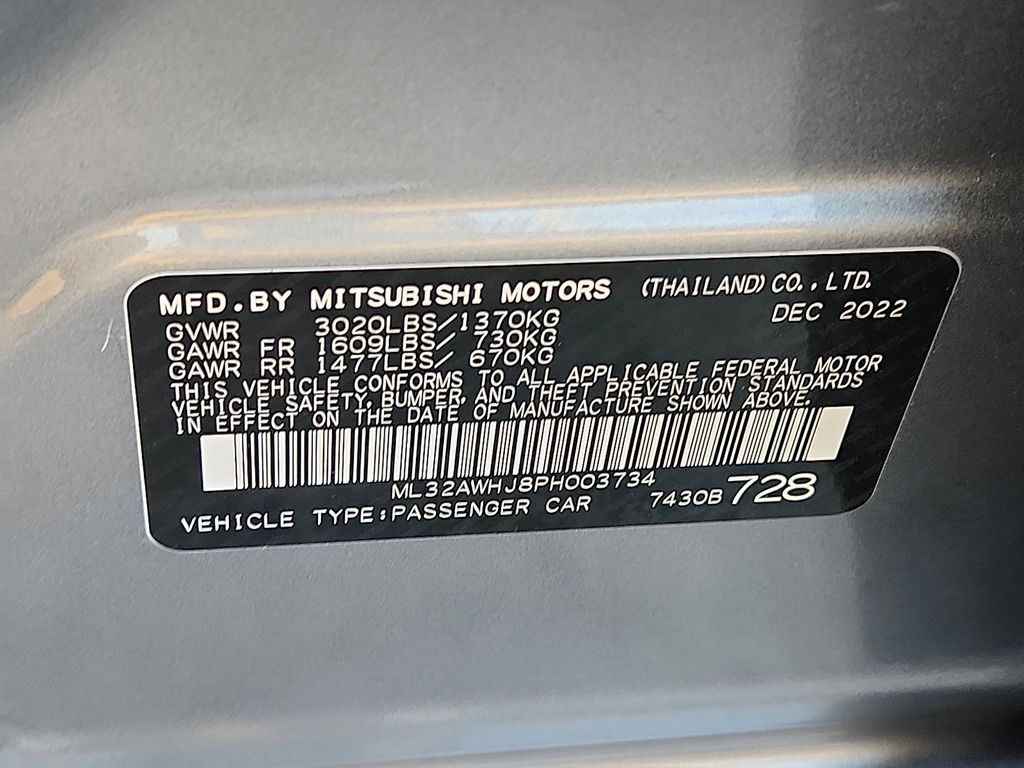 MFD.BY MITSUBISHI MOTORS (THAILAND) CO., LTD.
DEC 2022
GVWR 3020LBS/1370KG
GAWR FR 1609LBS/ 730KG
GAWR RR 1477LBS/ 670KG
THIS VEHICLE CONFORMS TO ALL APPLICABLE FEDERAL MOTOR
VEHICLE SAFETY, BUMPER, AND THEFT PREVENTION STANDARDS
IN EFFECT ON THE DATE OF MANUFACTURE SHOWN ABOVE.
ML32AWHJ8PH003734
VEHICLE TYPE:PASSENGER CAR 7430B 728